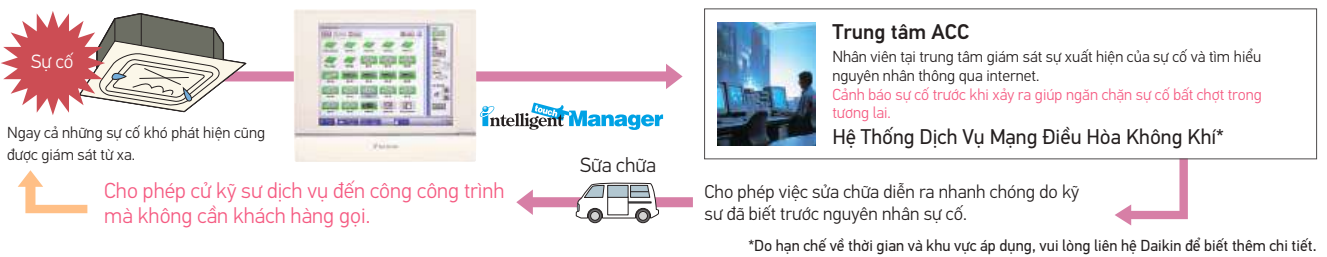 Sự cố
Ngay cả những sự cố khó phát hiện cũng
được giám sát từ xa.
intelligent touch Manager
Trung tâm ACC
Nhân viên tại trung tâm giám sát sự xuất hiện của sự cố và tìm hiểu
nguyên nhân thông qua internet.
Cảnh báo sự cố trước khi xảy ra giúp ngăn chặn sự cố bất chợt trong
tương lai.
Hệ Thống Dịch Vụ Mạng Điều Hòa Không Khí*
Cho phép việc sửa chữa diễn ra nhanh chóng do kỹ
sư đã biết trước nguyên nhân sự cố.
Sữa chữa
Cho phép cử kỹ sư dịch vụ đến công công trình
mà không cần khách hàng gọi.
*Do hạn chế về thời gian và khu vực áp dụng, vui lòng liên hệ Daikin để biết thêm chi tiết.